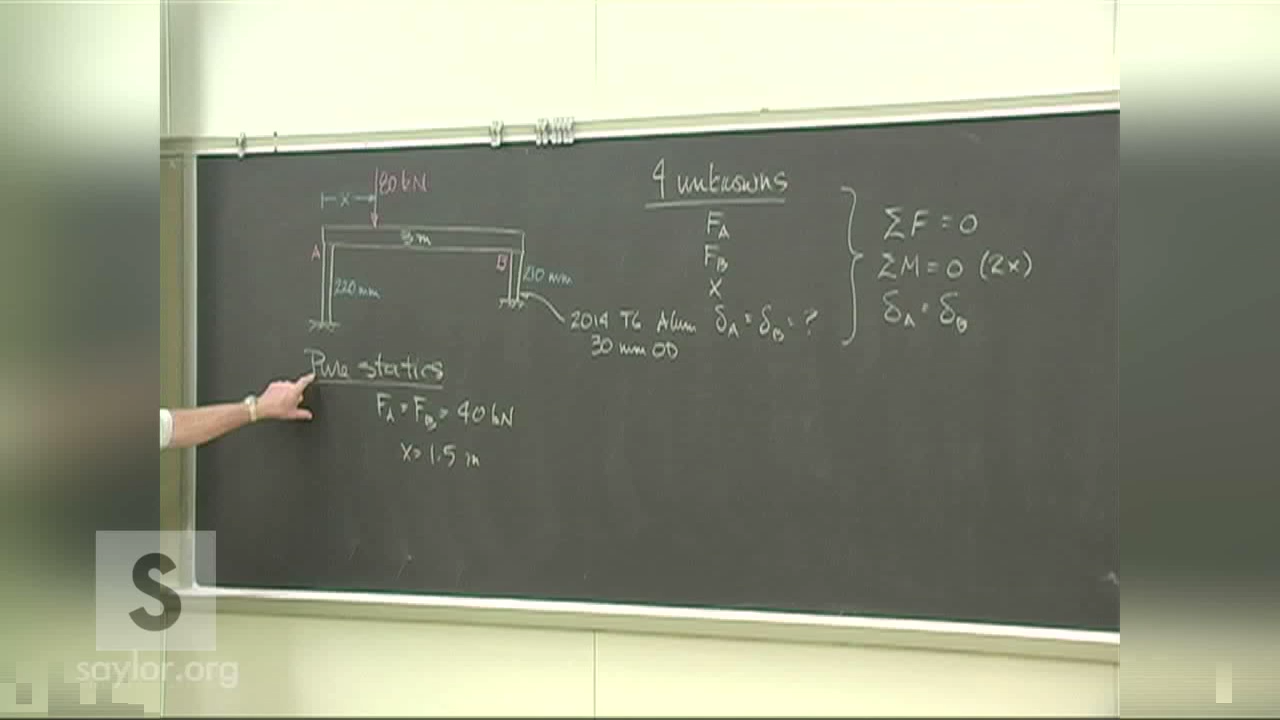 80 kN
x
3 m
A
B
220 mm
210 mm
2014 T6 Alum
30 mm OD
Pure statics
F_A = F_B = 40 kN
x = 1.5 m
4 unknowns
F_A
F_B
x
δ_A = δ_B = ?
ΣF = 0
ΣM = 0 (2x)
δ_A = δ_B
S
saylor.org